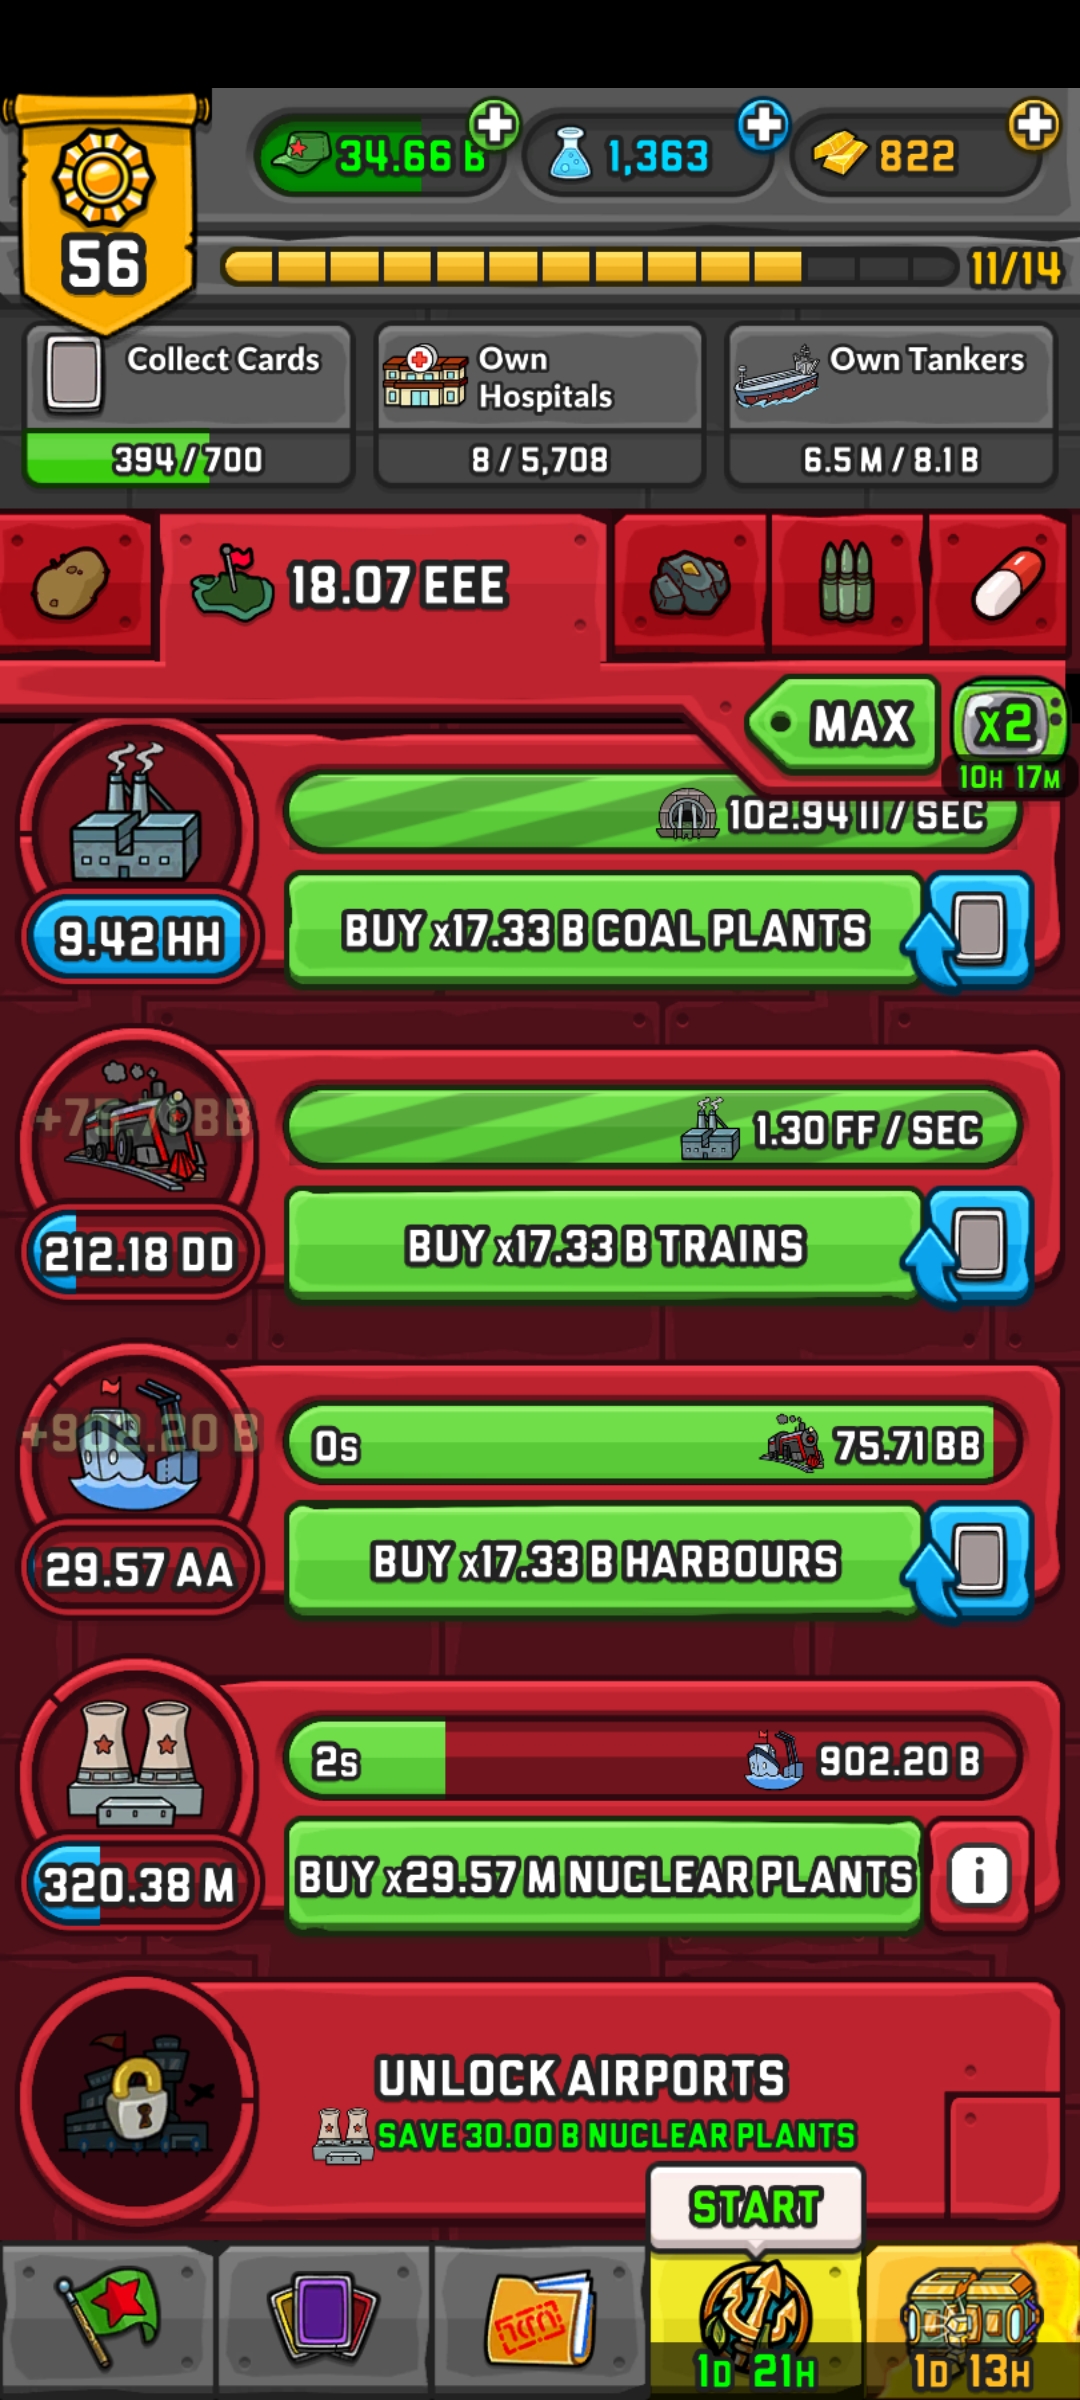 34.66 B
1,363
822
56
11/14
Collect Cards
394/700
Own
Hospitals
8/5,708
Own Tankers
6.5 M/8.1 B
18.07 EEE
MAX
x2
10H 17M
102.94 II / SEC
9.42 HH
BUY x17.33 B COAL PLANTS
+75.71 BB
1.30 FF / SEC
212.18 DD
BUY x17.33 B TRAINS
+902.20 B
0s
75.71 BB
29.57 AA
BUY x17.33 B HARBOURS
2s
902.20 B
320.38 M
BUY x29.57 M NUCLEAR PLANTS
i
UNLOCK AIRPORTS
SAVE 30.00 B NUCLEAR PLANTS
START
1D 21H
1D 13H